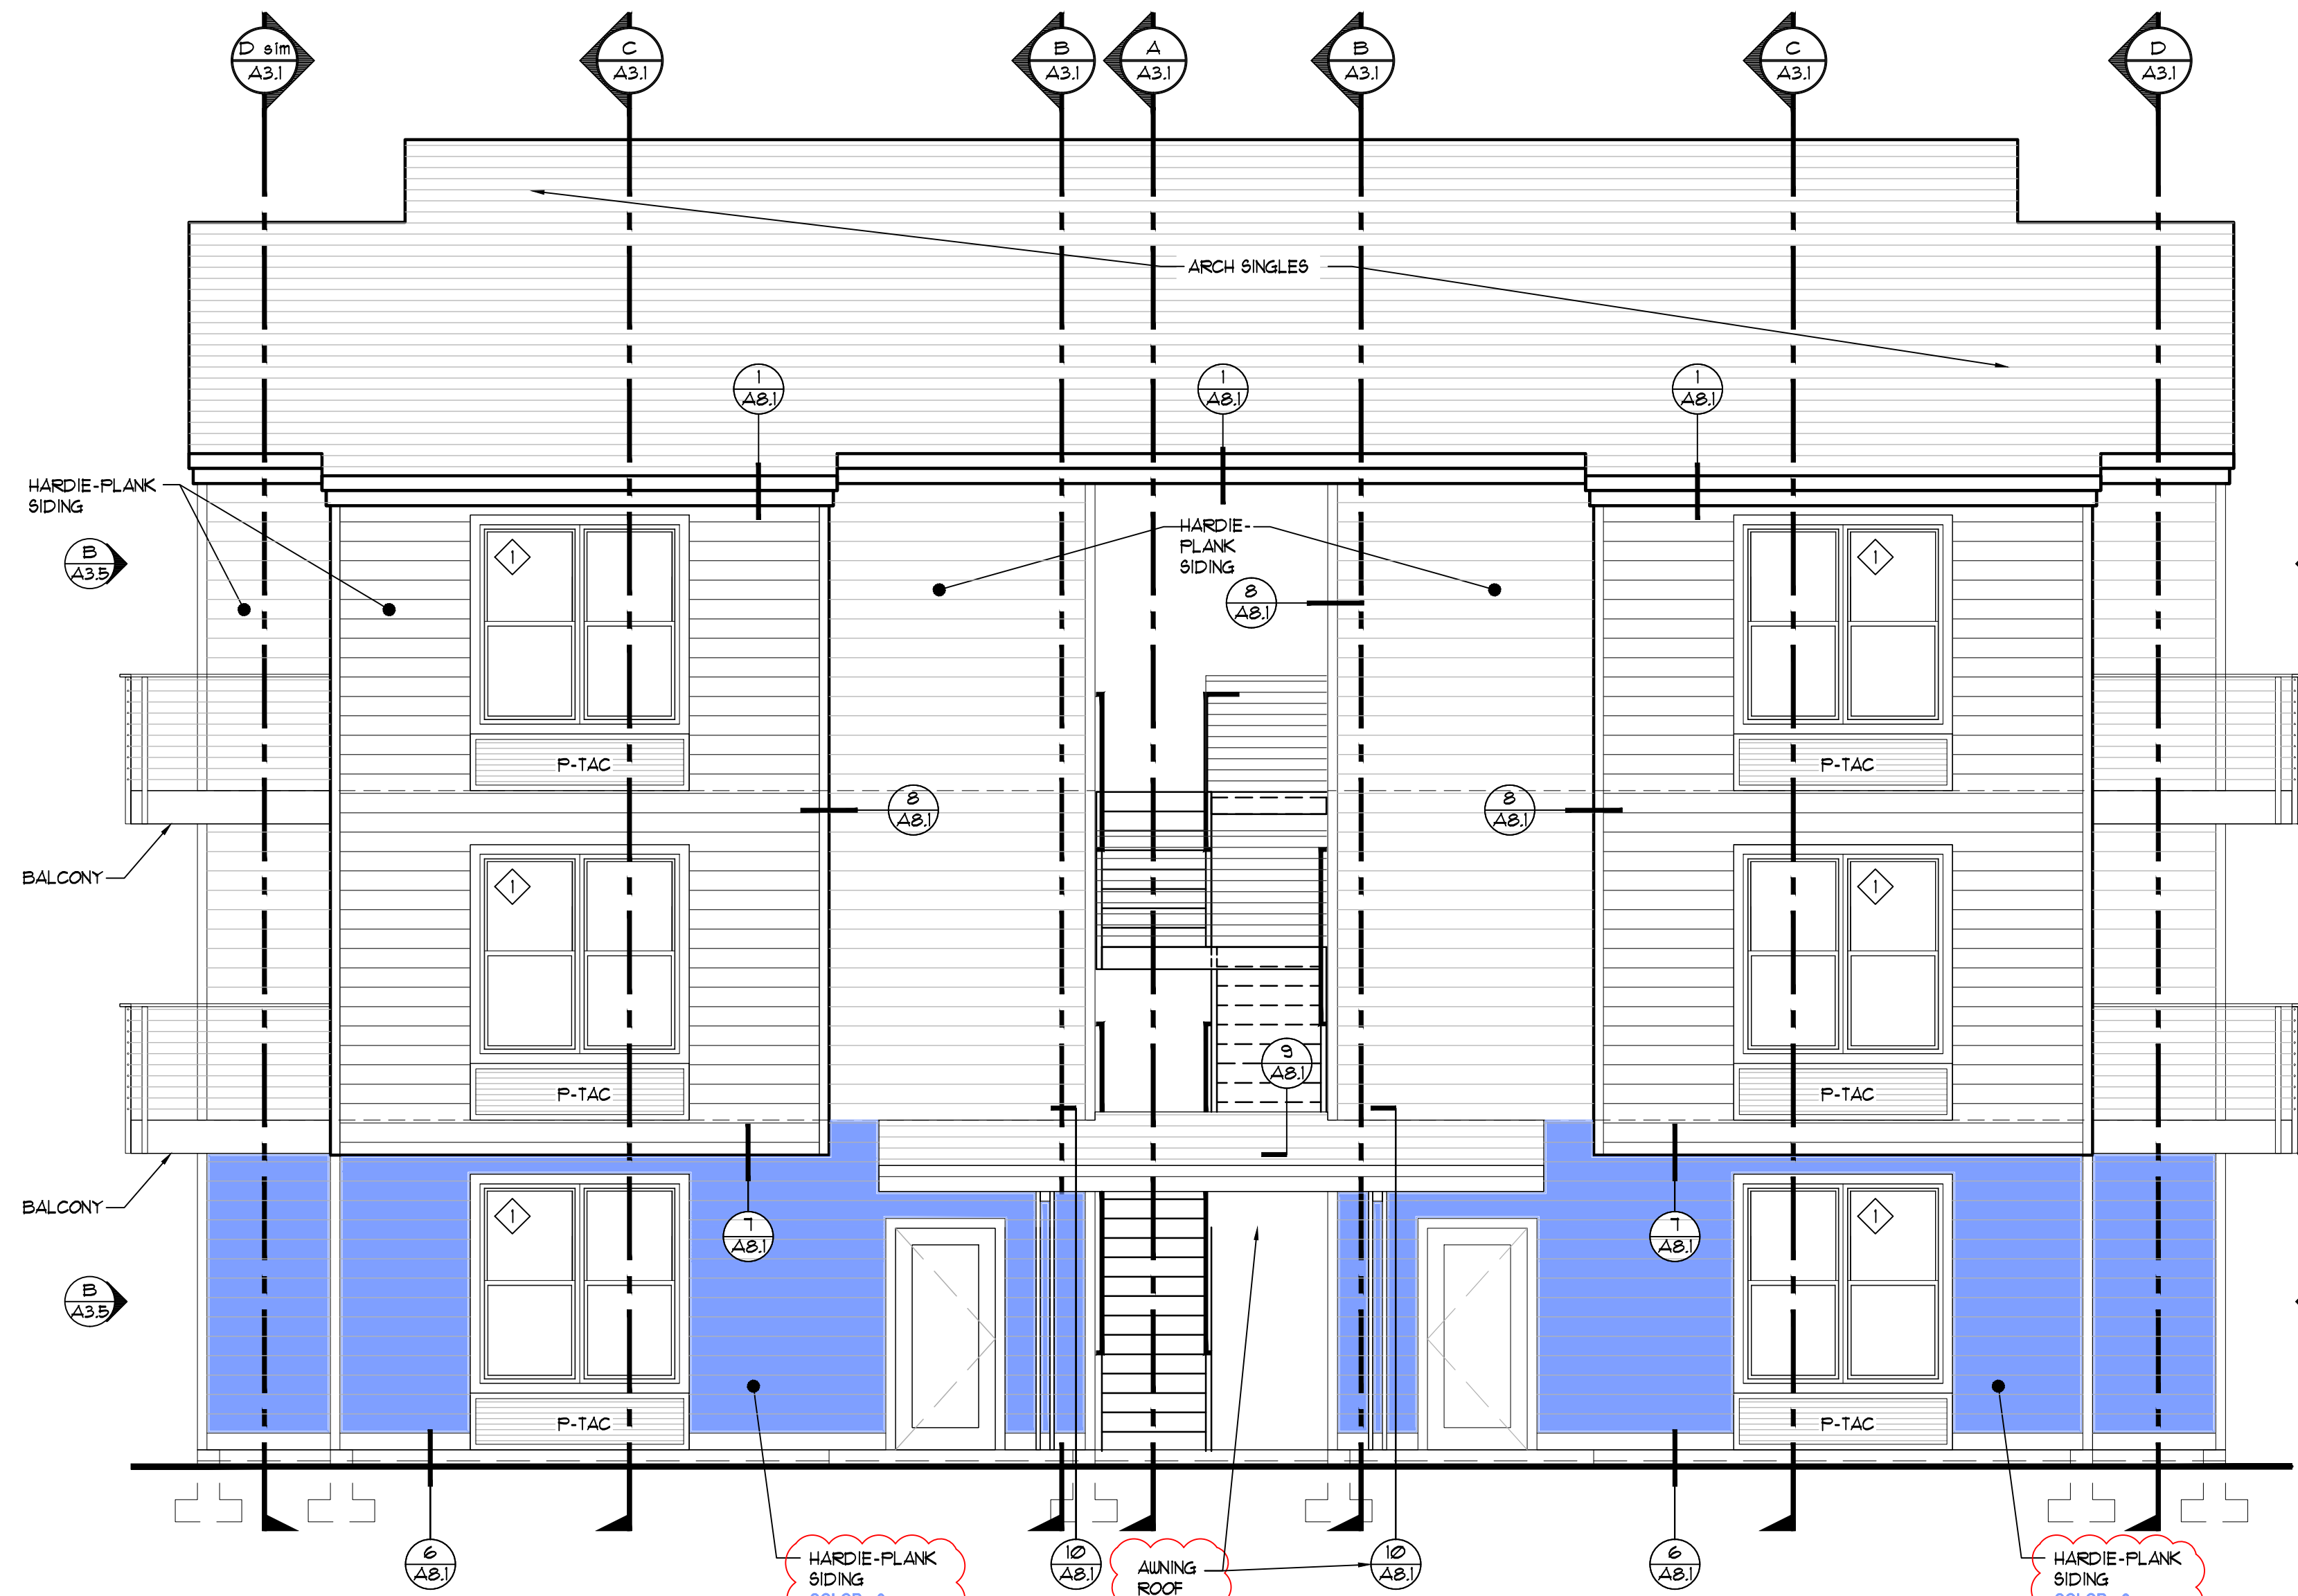 D sim
A3.1
C
A3.1
B
A3.1
A
A3.1
B
A3.1
C
A3.1
D
A3.1
ARCH SINGLES
1
A8.1
1
A8.1
1
A8.1
HARDIE-PLANK
SIDING
HARDIE-
PLANK
SIDING
B
A3.5
1
1
8
A8.1
P-TAC
P-TAC
8
A8.1
8
A8.1
BALCONY
1
1
9
A8.1
P-TAC
P-TAC
BALCONY
1
1
7
A8.1
7
A8.1
B
A3.5
P-TAC
P-TAC
6
A8.1
HARDIE-PLANK
SIDING
10
A8.1
AWNING
ROOF
10
A8.1
6
A8.1
HARDIE-PLANK
SIDING